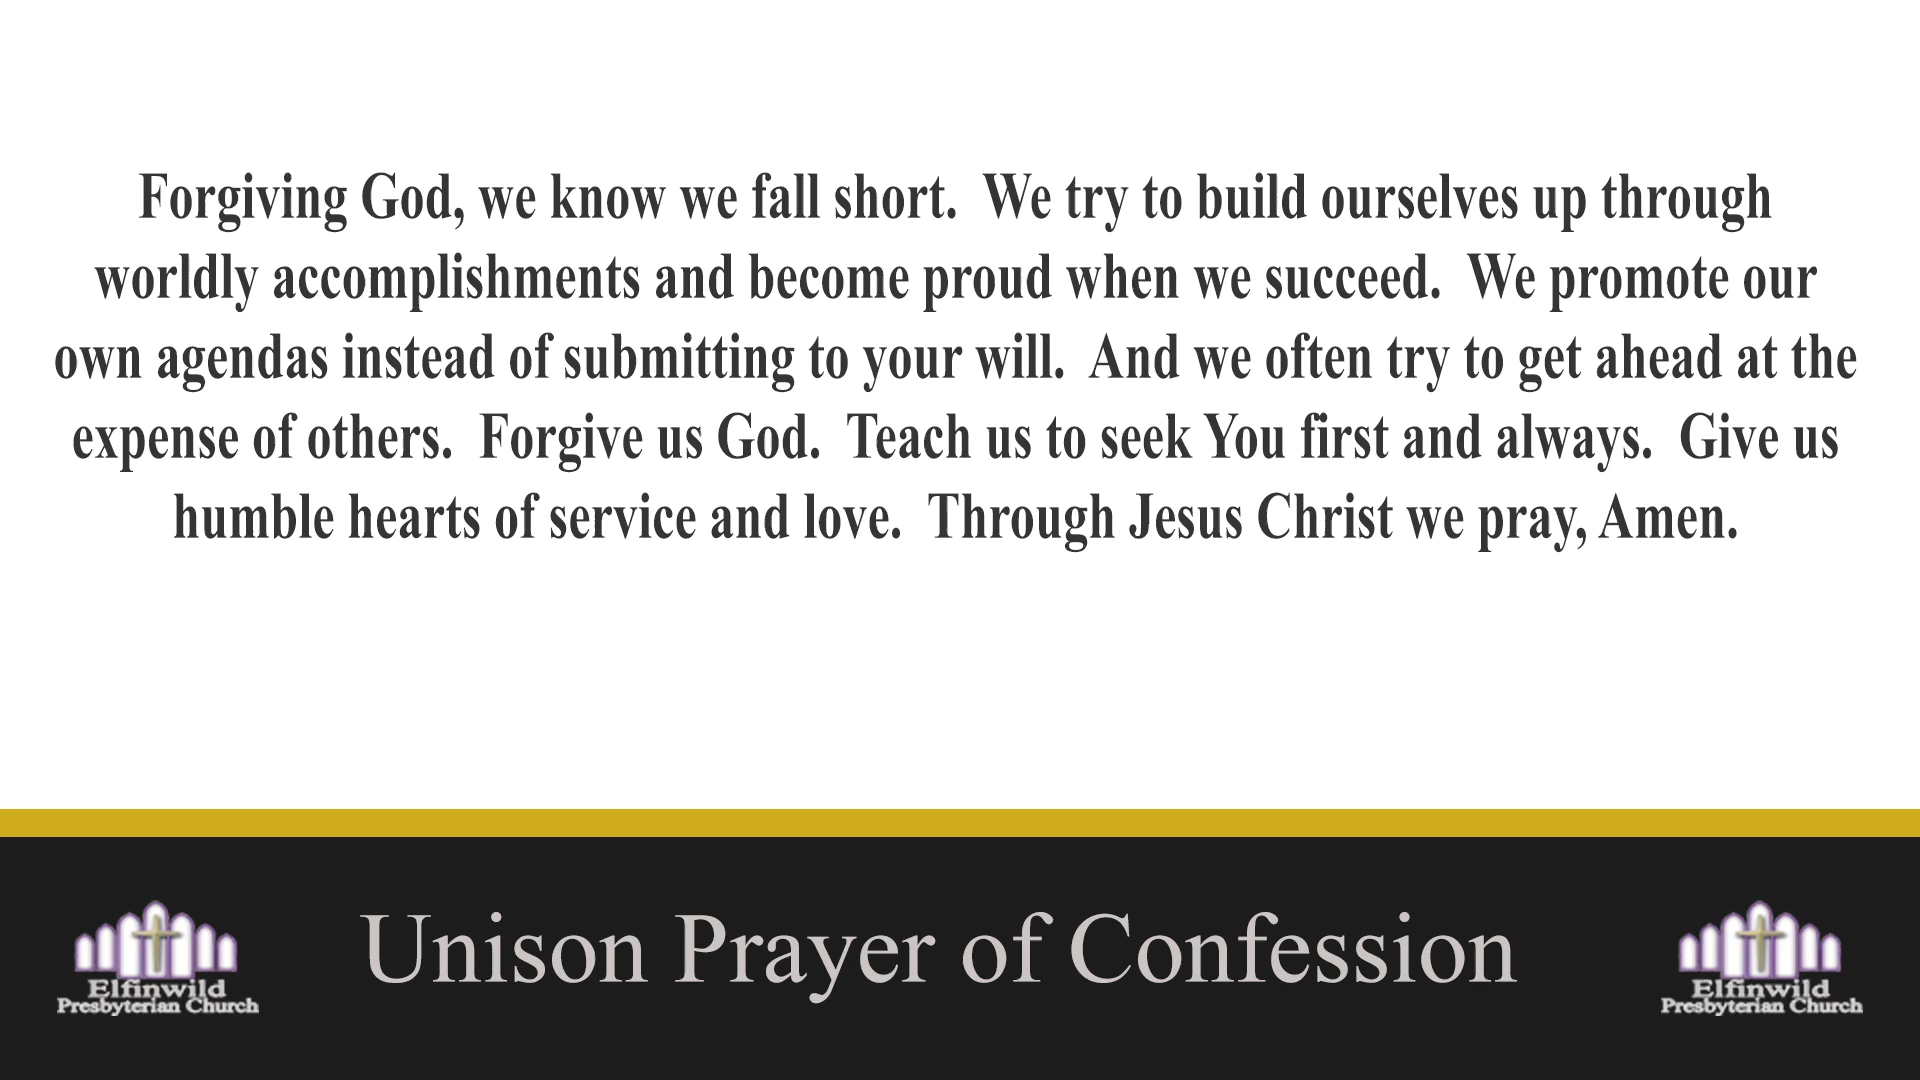 Forgiving God, we know we fall short.  We try to build ourselves up through
worldly accomplishments and become proud when we succeed.  We promote our
own agendas instead of submitting to your will.  And we often try to get ahead at the
expense of others.  Forgive us God.  Teach us to seek You first and always.  Give us
humble hearts of service and love.  Through Jesus Christ we pray, Amen.
Elfinwild
Presbyterian Church
Unison Prayer of Confession
Elfinwild
Presbyterian Church